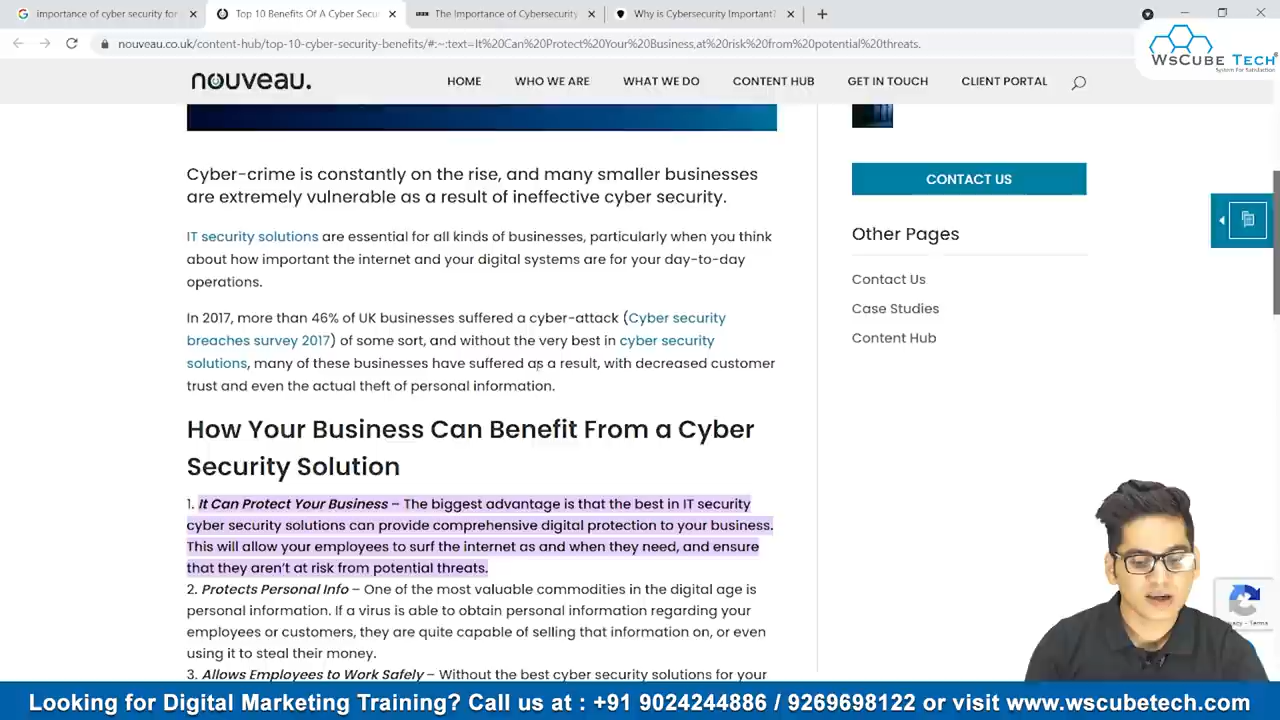 importance of cyber security for
Top 10 Benefits Of A Cyber Secu
The Importance of Cybersecurity
Why is Cybersecurity Important?
nouveau.co.uk/content-hub/top-10-cyber-security-benefits/#:~:text=It%20Can%20Protect%20Your%20Business,at%20risk%20from%20potential%20threats.
WsCube Tech®
System For Satisfaction
nouveau.
HOME
WHO WE ARE
WHAT WE DO
CONTENT HUB
GET IN TOUCH
CLIENT PORTAL
Cyber-crime is constantly on the rise, and many smaller businesses
are extremely vulnerable as a result of ineffective cyber security.
IT security solutions are essential for all kinds of businesses, particularly when you think
about how important the internet and your digital systems are for your day-to-day
operations.
In 2017, more than 46% of UK businesses suffered a cyber-attack (Cyber security
breaches survey 2017) of some sort, and without the very best in cyber security
solutions, many of these businesses have suffered as a result, with decreased customer
trust and even the actual theft of personal information.
How Your Business Can Benefit From a Cyber
Security Solution
1. It Can Protect Your Business – The biggest advantage is that the best in IT security
cyber security solutions can provide comprehensive digital protection to your business.
This will allow your employees to surf the internet as and when they need, and ensure
that they aren't at risk from potential threats.
2. Protects Personal Info – One of the most valuable commodities in the digital age is
personal information. If a virus is able to obtain personal information regarding your
employees or customers, they are quite capable of selling that information on, or even
using it to steal their money.
3. Allows Employees to Work Safely – Without the best cyber security solutions for your
CONTACT US
Other Pages
Contact Us
Case Studies
Content Hub
- Terms
Looking for Digital Marketing Training? Call us at : +91 9024244886 / 9269698122 or visit www.wscubetech.com